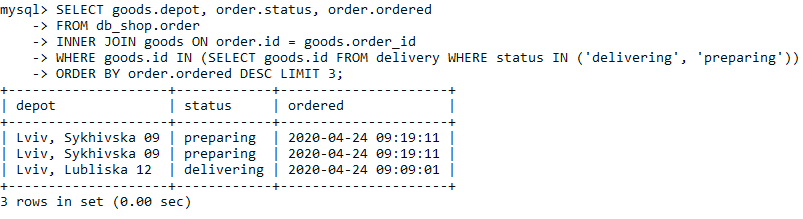 mysql> SELECT goods.depot, order.status, order.ordered
    -> FROM db_shop.order
    -> INNER JOIN goods ON order.id = goods.order_id
    -> WHERE goods.id IN (SELECT goods.id FROM delivery WHERE status IN ('delivering', 'preparing'))
    -> ORDER BY order.ordered DESC LIMIT 3;
+--------------------+------------+---------------------+
| depot              | status     | ordered             |
+--------------------+------------+---------------------+
| Lviv, Sykhivska 09 | preparing  | 2020-04-24 09:19:11 |
| Lviv, Sykhivska 09 | preparing  | 2020-04-24 09:19:11 |
| Lviv, Lubliska 12  | delivering | 2020-04-24 09:09:01 |
+--------------------+------------+---------------------+
3 rows in set (0.00 sec)